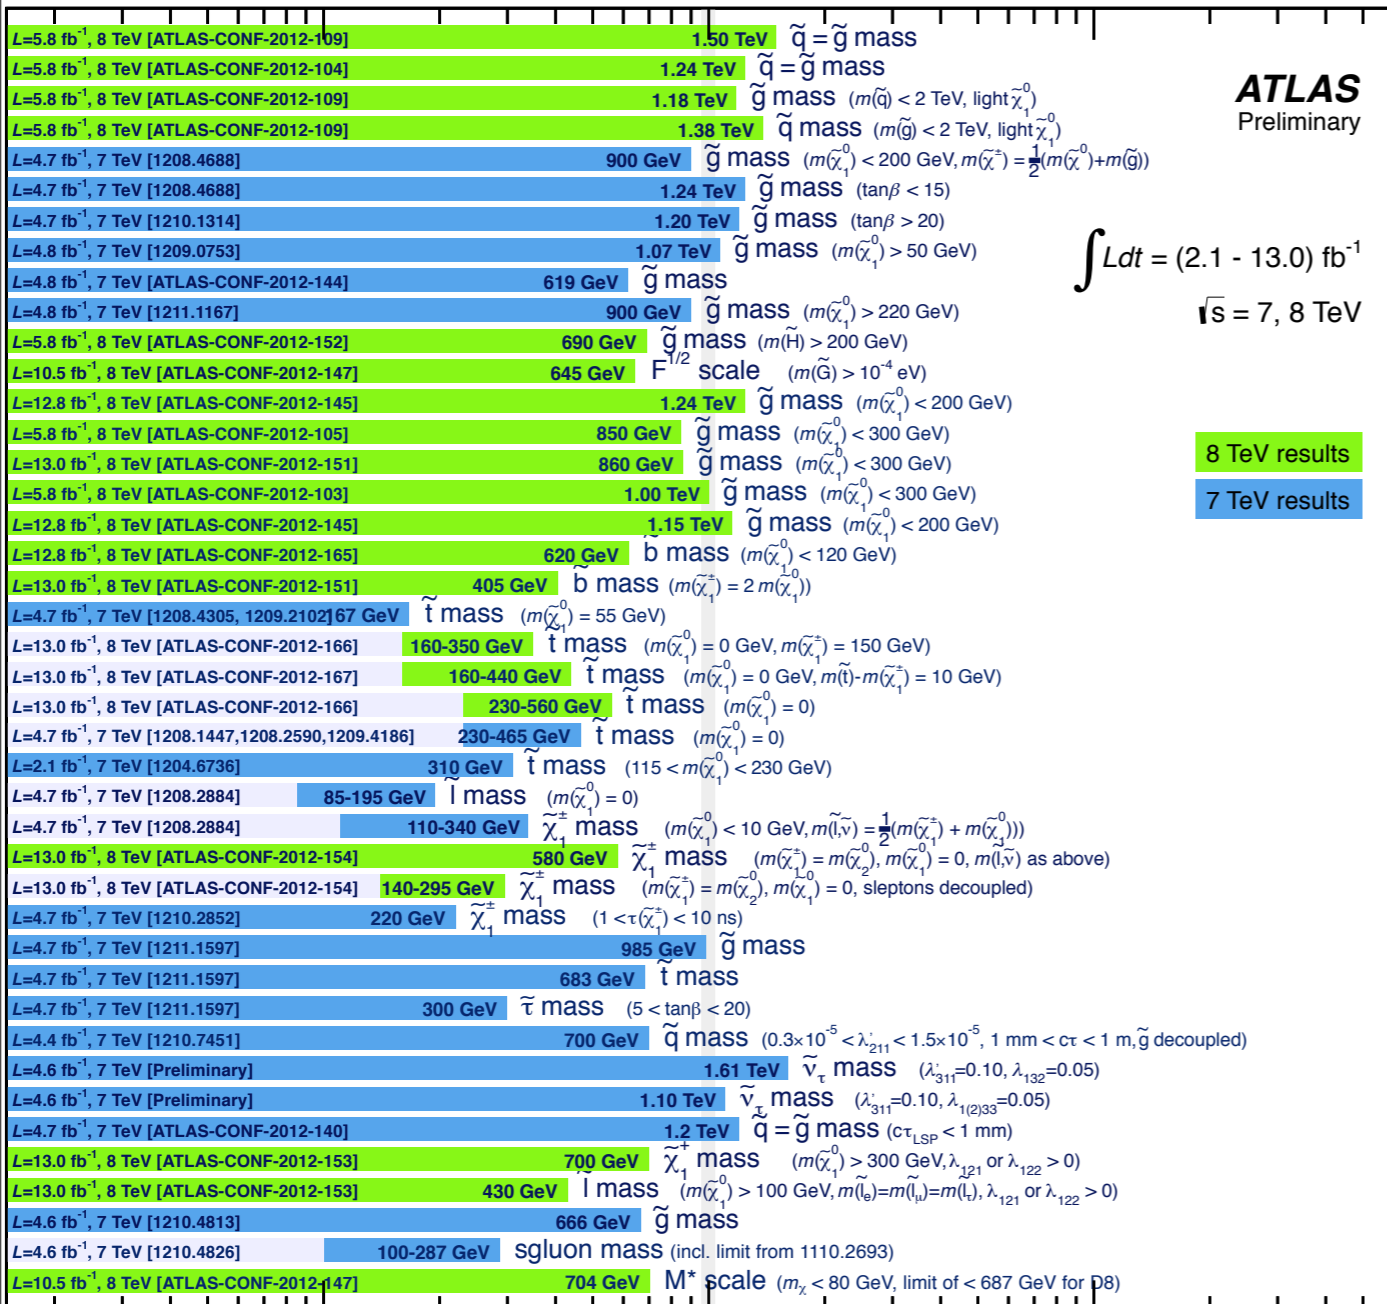 L=5.8 fb⁻¹, 8 TeV [ATLAS-CONF-2012-109] 1.50 TeV q̃ = g̃ mass
L=5.8 fb⁻¹, 8 TeV [ATLAS-CONF-2012-104] 1.24 TeV q̃ = g̃ mass
L=5.8 fb⁻¹, 8 TeV [ATLAS-CONF-2012-109] 1.18 TeV g̃ mass (m(q̃) < 2 TeV, light χ̃₁⁰)
ATLAS
Preliminary
L=5.8 fb⁻¹, 8 TeV [ATLAS-CONF-2012-109] 1.38 TeV q̃ mass (m(g̃) < 2 TeV, light χ̃₁⁰)
L=4.7 fb⁻¹, 7 TeV [1208.4688] 900 GeV g̃ mass (m(χ̃₁⁰) < 200 GeV, m(χ̃±) = ½(m(χ̃⁰)+m(g̃))
L=4.7 fb⁻¹, 7 TeV [1208.4688] 1.24 TeV g̃ mass (tanβ < 15)
L=4.7 fb⁻¹, 7 TeV [1210.1314] 1.20 TeV g̃ mass (tanβ > 20)
L=4.8 fb⁻¹, 7 TeV [1209.0753] 1.07 TeV g̃ mass (m(χ̃₁⁰) > 50 GeV)
∫Ldt = (2.1 - 13.0) fb⁻¹
L=4.8 fb⁻¹, 7 TeV [ATLAS-CONF-2012-144] 619 GeV g̃ mass
L=4.8 fb⁻¹, 7 TeV [1211.1167] 900 GeV g̃ mass (m(χ̃₁⁰) > 220 GeV)
√s = 7, 8 TeV
L=5.8 fb⁻¹, 8 TeV [ATLAS-CONF-2012-152] 690 GeV g̃ mass (m(H̃) > 200 GeV)
L=10.5 fb⁻¹, 8 TeV [ATLAS-CONF-2012-147] 645 GeV F^1/2 scale (m(G̃) > 10⁻⁴ eV)
L=12.8 fb⁻¹, 8 TeV [ATLAS-CONF-2012-145] 1.24 TeV g̃ mass (m(χ̃₁⁰) < 200 GeV)
L=5.8 fb⁻¹, 8 TeV [ATLAS-CONF-2012-105] 850 GeV g̃ mass (m(χ̃₁⁰) < 300 GeV)
8 TeV results
L=13.0 fb⁻¹, 8 TeV [ATLAS-CONF-2012-151] 860 GeV g̃ mass (m(χ̃₁⁰) < 300 GeV)
L=5.8 fb⁻¹, 8 TeV [ATLAS-CONF-2012-103] 1.00 TeV g̃ mass (m(χ̃₁⁰) < 300 GeV)
7 TeV results
L=12.8 fb⁻¹, 8 TeV [ATLAS-CONF-2012-145] 1.15 TeV g̃ mass (m(χ̃₁⁰) < 200 GeV)
L=12.8 fb⁻¹, 8 TeV [ATLAS-CONF-2012-165] 620 GeV b̃ mass (m(χ̃₁⁰) < 120 GeV)
L=13.0 fb⁻¹, 8 TeV [ATLAS-CONF-2012-151] 405 GeV b̃ mass (m(χ̃₁±) = 2 m(χ̃₁⁰))
L=4.7 fb⁻¹, 7 TeV [1208.4305, 1209.2102] 167 GeV t̃ mass (m(χ̃₁⁰) = 55 GeV)
L=13.0 fb⁻¹, 8 TeV [ATLAS-CONF-2012-166] 160-350 GeV t̃ mass (m(χ̃₁⁰) = 0 GeV, m(χ̃₁±) = 150 GeV)
L=13.0 fb⁻¹, 8 TeV [ATLAS-CONF-2012-167] 160-440 GeV t̃ mass (m(χ̃₁⁰) = 0 GeV, m(t̃)-m(χ̃₁±) = 10 GeV)
L=13.0 fb⁻¹, 8 TeV [ATLAS-CONF-2012-166] 230-560 GeV t̃ mass (m(χ̃₁⁰) = 0)
L=4.7 fb⁻¹, 7 TeV [1208.1447,1208.2590,1209.4186] 230-465 GeV t̃ mass (m(χ̃₁⁰) = 0)
L=2.1 fb⁻¹, 7 TeV [1204.6736] 310 GeV t̃ mass (115 < m(χ̃₁⁰) < 230 GeV)
L=4.7 fb⁻¹, 7 TeV [1208.2884] 85-195 GeV l̃ mass (m(χ̃₁⁰) = 0)
L=4.7 fb⁻¹, 7 TeV [1208.2884] 110-340 GeV χ̃₁± mass (m(χ̃₁⁰) < 10 GeV, m(l̃,ν̃) = ½(m(χ̃₁±) + m(χ̃₁⁰)))
L=13.0 fb⁻¹, 8 TeV [ATLAS-CONF-2012-154] 580 GeV χ̃₁± mass (m(χ̃₁±) = m(χ̃₂⁰), m(χ̃₁⁰) = 0, m(l̃,ν̃) as above)
L=13.0 fb⁻¹, 8 TeV [ATLAS-CONF-2012-154] 140-295 GeV χ̃₁± mass (m(χ̃₁±) = m(χ̃₂⁰), m(χ̃₁⁰) = 0, sleptons decoupled)
L=4.7 fb⁻¹, 7 TeV [1210.2852] 220 GeV χ̃₁± mass (1 < τ(χ̃₁±) < 10 ns)
L=4.7 fb⁻¹, 7 TeV [1211.1597] 985 GeV g̃ mass
L=4.7 fb⁻¹, 7 TeV [1211.1597] 683 GeV t̃ mass
L=4.7 fb⁻¹, 7 TeV [1211.1597] 300 GeV τ̃ mass (5 < tanβ < 20)
L=4.4 fb⁻¹, 7 TeV [1210.7451] 700 GeV q̃ mass (0.3×10⁻⁵ < λ'₂₁₁ < 1.5×10⁻⁵, 1 mm < cτ < 1 m, g̃ decoupled)
L=4.6 fb⁻¹, 7 TeV [Preliminary] 1.61 TeV ν̃_τ mass (λ'₃₁₁=0.10, λ₁₃₂=0.05)
L=4.6 fb⁻¹, 7 TeV [Preliminary] 1.10 TeV ν̃_τ mass (λ'₃₁₁=0.10, λ₁₍₂₎₃₃=0.05)
L=4.7 fb⁻¹, 7 TeV [ATLAS-CONF-2012-140] 1.2 TeV q̃ = g̃ mass (cτ_LSP < 1 mm)
L=13.0 fb⁻¹, 8 TeV [ATLAS-CONF-2012-153] 700 GeV χ̃₁⁺ mass (m(χ̃₁⁰) > 300 GeV, λ₁₂₁ or λ₁₂₂ > 0)
L=13.0 fb⁻¹, 8 TeV [ATLAS-CONF-2012-153] 430 GeV l̃ mass (m(χ̃₁⁰) > 100 GeV, m(l̃_e)=m(l̃_μ)=m(l̃_τ), λ₁₂₁ or λ₁₂₂ > 0)
L=4.6 fb⁻¹, 7 TeV [1210.4813] 666 GeV g̃ mass
L=4.6 fb⁻¹, 7 TeV [1210.4826] 100-287 GeV sgluon mass (incl. limit from 1110.2693)
L=10.5 fb⁻¹, 8 TeV [ATLAS-CONF-2012-147] 704 GeV M* scale (m_χ < 80 GeV, limit of < 687 GeV for D8)